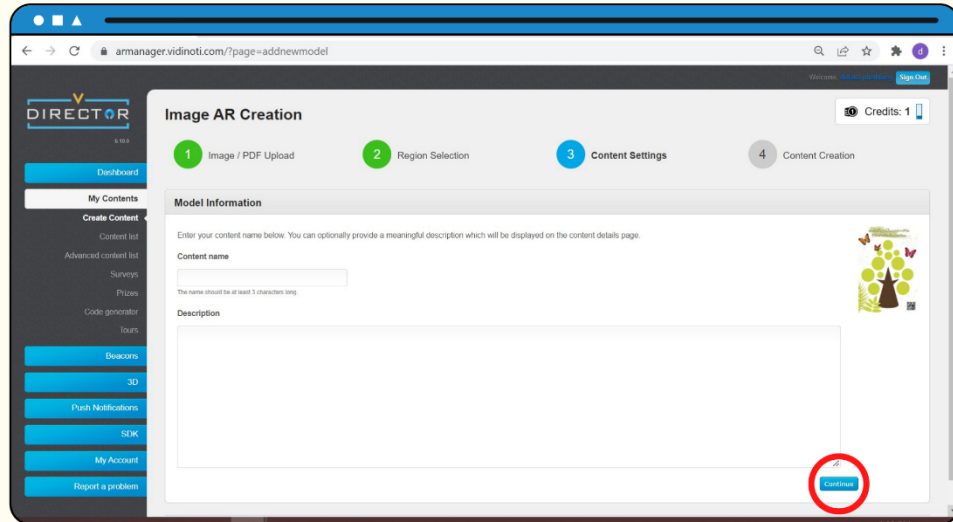 armanager.vidinoti.com/?page=addnewmodel
d
Welcome,
Sign Out
V
DIRECTOR
Image AR Creation
Credits: 1
1 Image / PDF Upload
2 Region Selection
3 Content Settings
4 Content Creation
Dashboard
My Contents
Create Content
Content list
Advanced content list
Surveys
Prizes
Code generator
Tours
Beacons
3D
Push Notifications
SDK
My Account
Report a problem
Model Information
Enter your content name below. You can optionally provide a meaningful description which will be displayed on the content details page.
Content name
The name should be at least 3 characters long.
Description
Continue